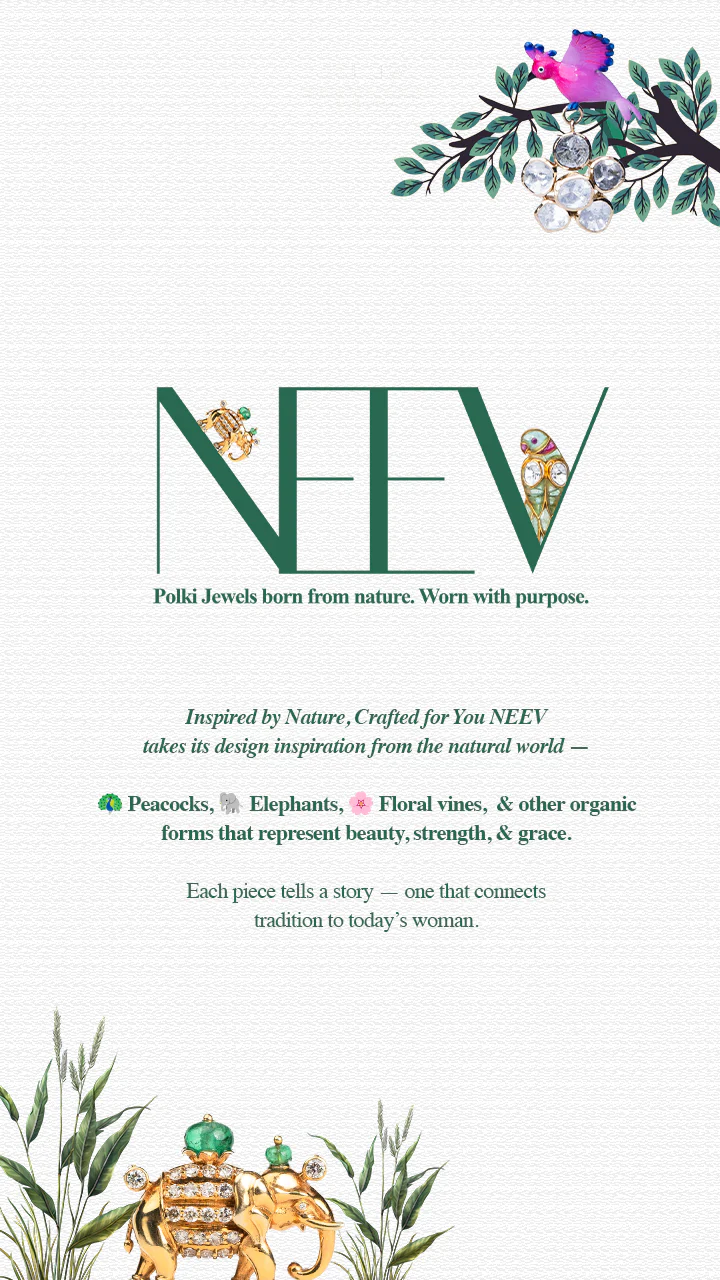 NEEV
Polki Jewels born from nature. Worn with purpose.
Inspired by Nature, Crafted for You NEEV
takes its design inspiration from the natural world —
🦚 Peacocks, 🐘 Elephants, 🌸 Floral vines, & other organic
forms that represent beauty, strength, & grace.
Each piece tells a story — one that connects
tradition to today’s woman.